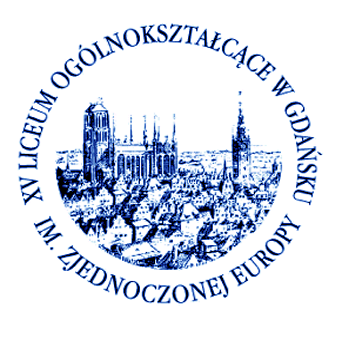 XV LICEUM OGÓLNOKSZTAŁCĄCE W GDAŃSKU
IM. ZJEDNOCZONEJ EUROPY